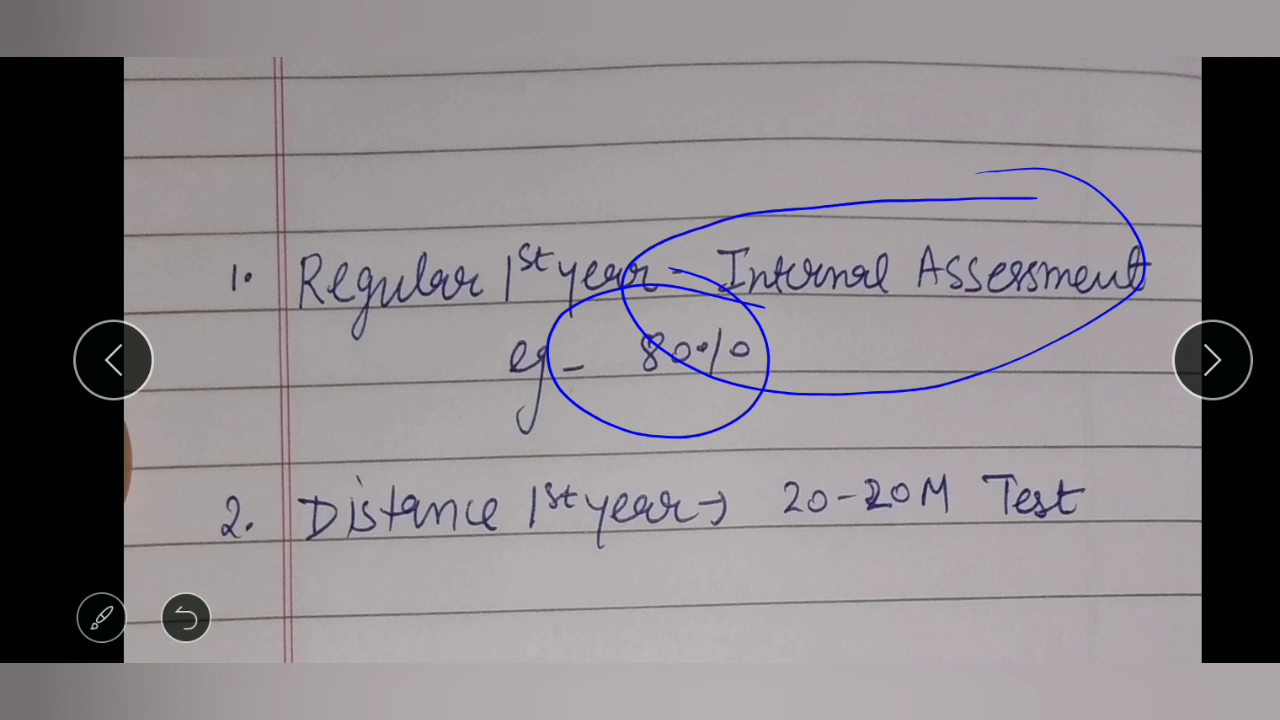 1. Regular 1st year - Internal Assessment
eg - 80%
2. Distance 1st year → 20-20M Test